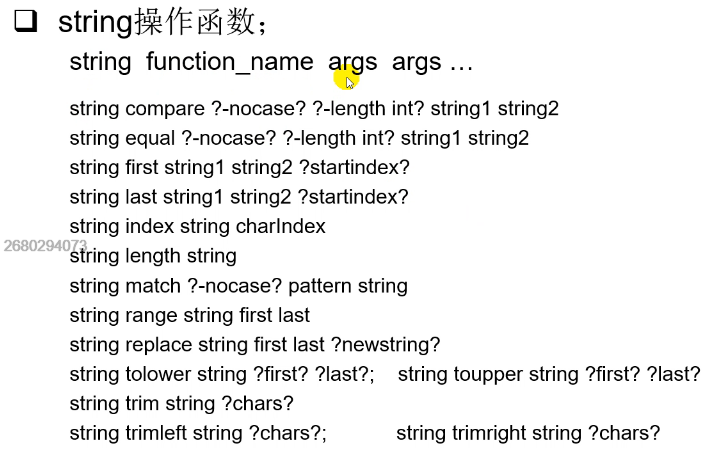 string操作函数；
string function_name args args …
string compare ?-nocase? ?-length int? string1 string2
string equal ?-nocase? ?-length int? string1 string2
string first string1 string2 ?startindex?
string last string1 string2 ?startindex?
string index string charIndex
2680294073
string length string
string match ?-nocase? pattern string
string range string first last
string replace string first last ?newstring?
string tolower string ?first? ?last?; string toupper string ?first? ?last?
string trim string ?chars?
string trimleft string ?chars?; string trimright string ?chars?